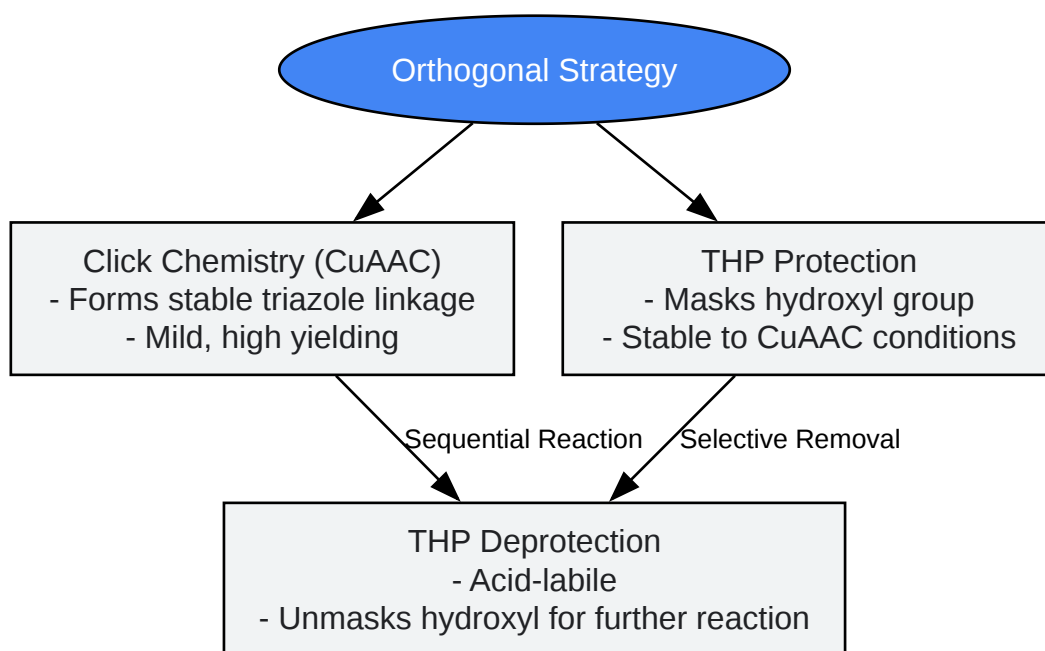 Orthogonal Strategy
Click Chemistry (CuAAC)
- Forms stable triazole linkage
- Mild, high yielding
THP Protection
- Masks hydroxyl group
- Stable to CuAAC conditions
Sequential Reaction
Selective Removal
THP Deprotection
- Acid-labile
- Unmasks hydroxyl for further reaction